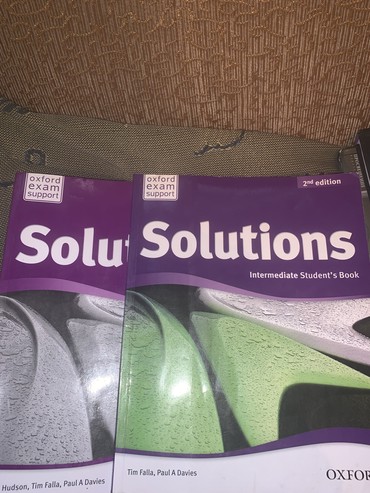 oxford
exam
support
Solut
Hudson, Tim Falla, Paul A Davies
oxford
exam
support
2nd edition
Solutions
Intermediate Student's Book
Tim Falla, Paul A Davies
OXFOR